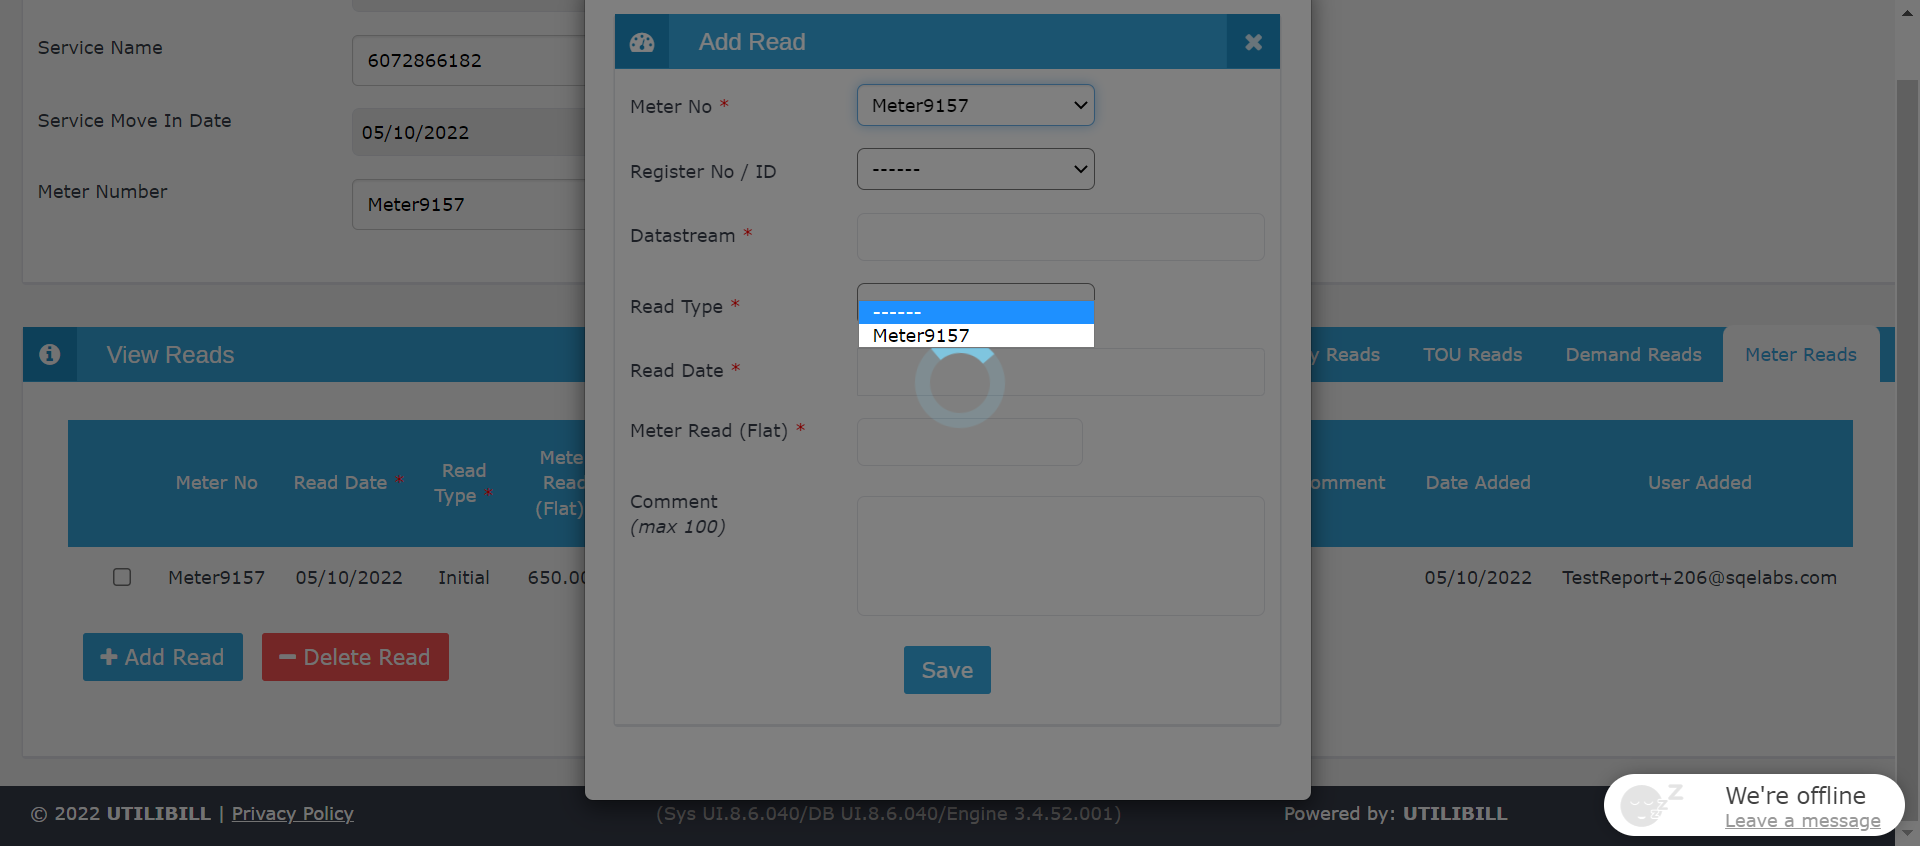 Service Name
6072866182
Service Move In Date
05/10/2022
Meter Number
Meter9157
Add Read
Meter No *
Meter9157
Register No / ID
------
Datastream *
Read Type *
------
Meter9157
Read Date *
Meter Read (Flat) *
Comment
(max 100)
Save
View Reads
Reads
TOU Reads
Demand Reads
Meter Reads
Meter No
Read Date *
Read
Type *
Read
(Flat)
Date Added
User Added
Meter9157
05/10/2022
Initial
05/10/2022
TestReport+206@sqelabs.com
Add Read
Delete Read
© 2022 UTILIBILL | Privacy Policy
(Sys UI.8.6.040/DB UI.8.6.040/Engine 3.4.52.001)
Powered by: UTILIBILL
We're offline
Leave a message